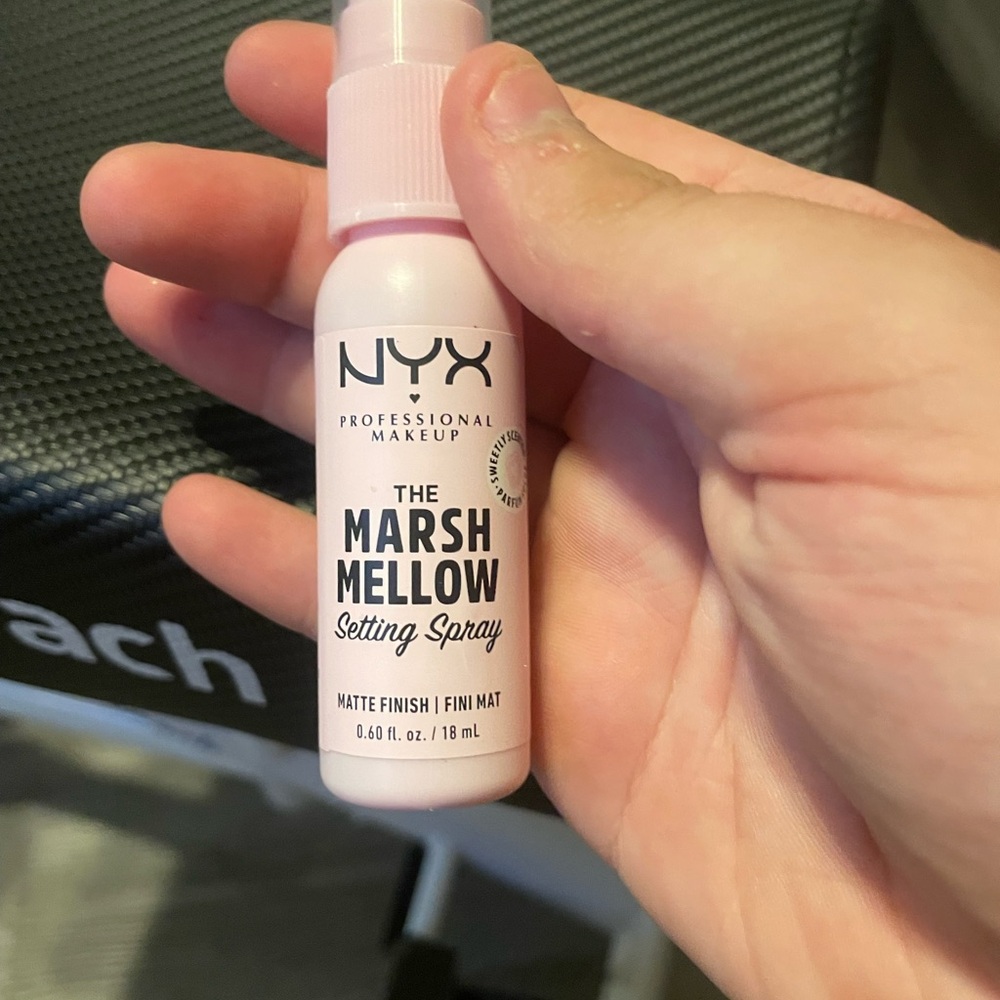 NYX
PROFESSIONAL
MAKEUP
SWEETLY
THE
MARSH
MELLOW
Setting Spray
MATTE FINISH | FINI MAT
0.60 fl. oz. / 18 mL
ach